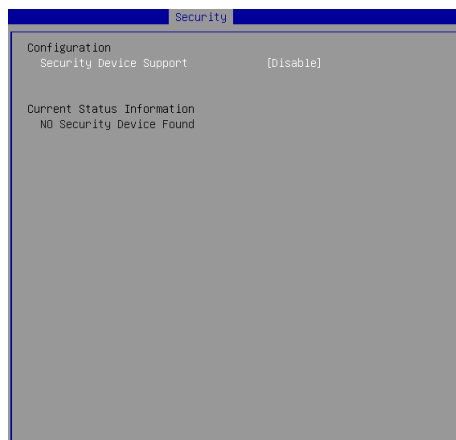 Security
Configuration
Security Device Support [Disable]
Current Status Information
NO Security Device Found